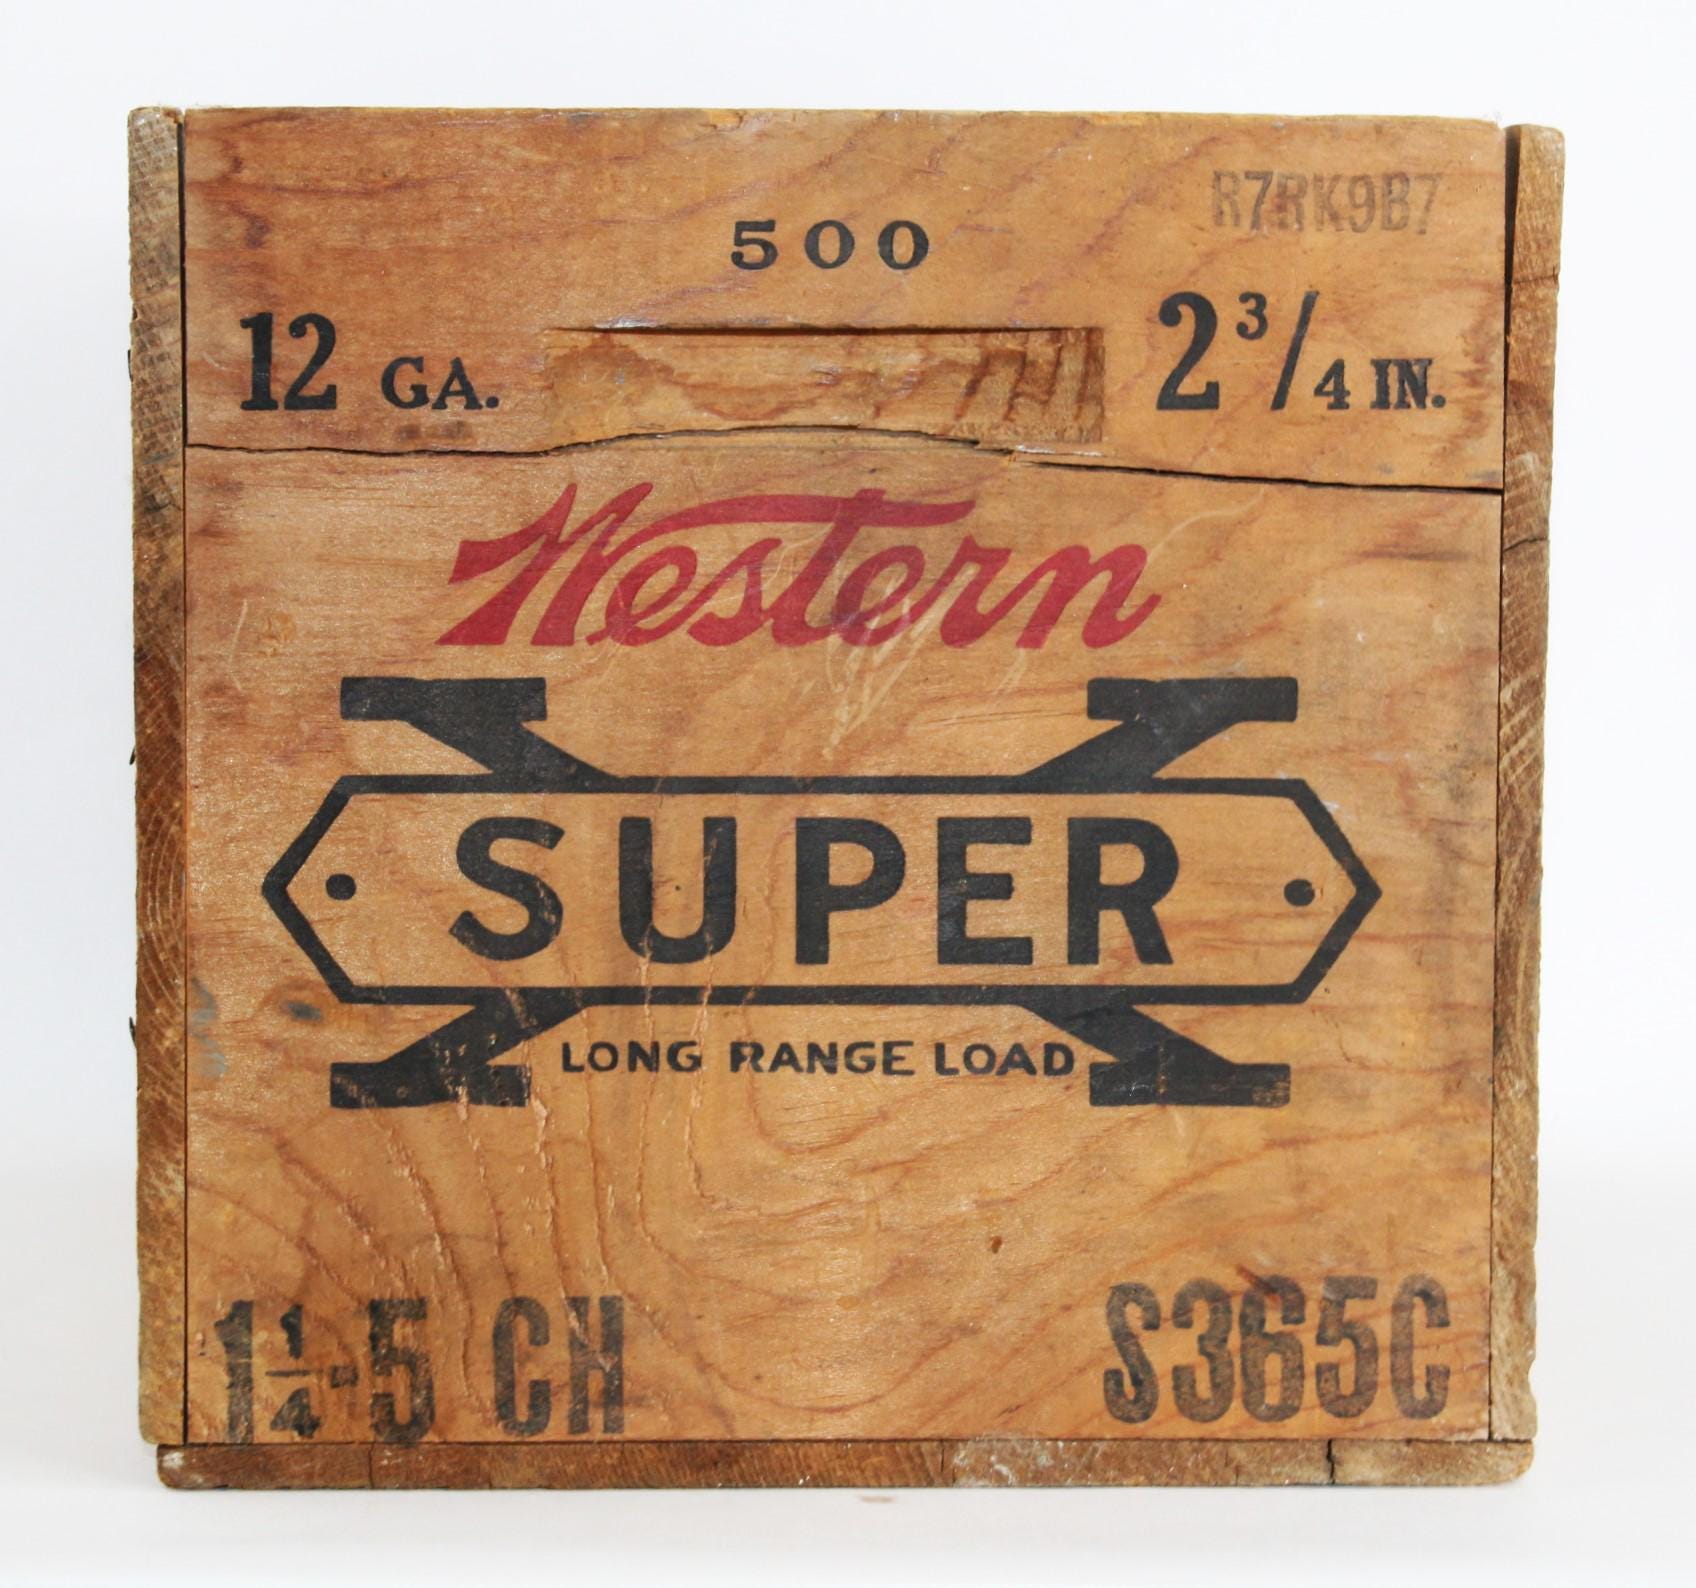 R7RK9B7
500
12 GA. 2 3/4 IN.
Western
SUPER X
LONG RANGE LOAD
1 1/4-5 CH S365C